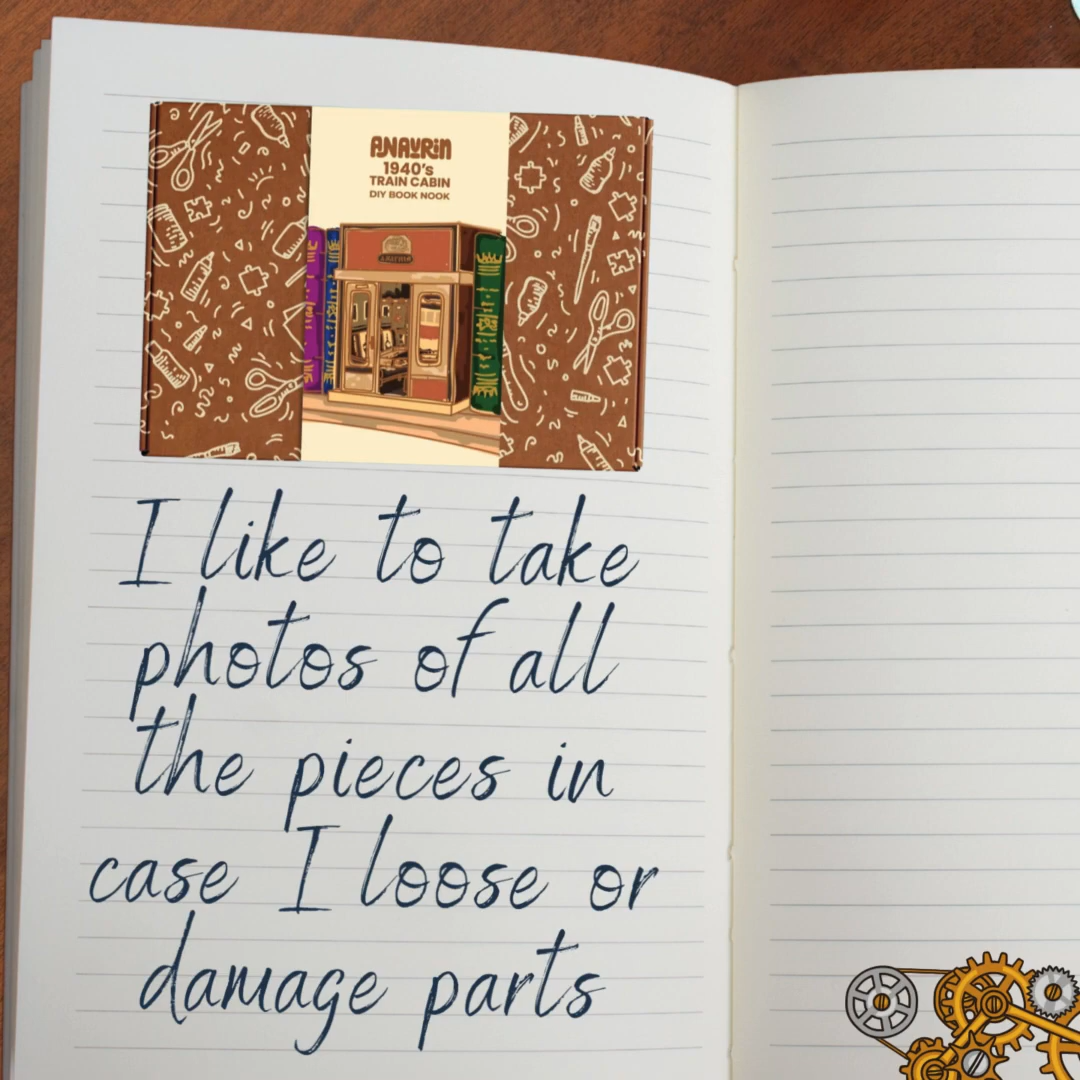 ANAVRIN
1940's
TRAIN CABIN
DIY BOOK NOOK
I like to take
photos of all
the pieces in
case I loose or
damage parts